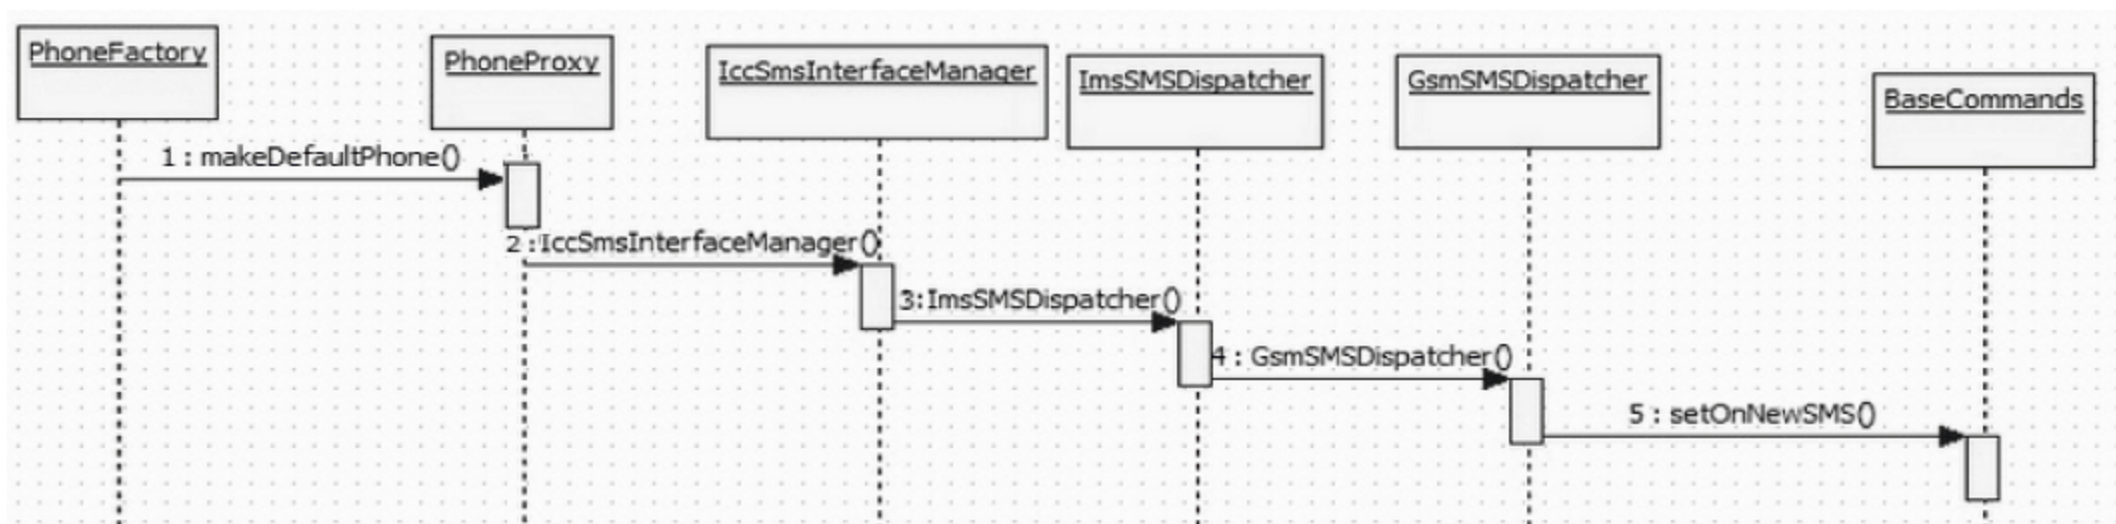 PhoneFactory
PhoneProxy
IccSmsInterfaceManager
ImsSMSDispatcher
GsmSMSDispatcher
BaseCommands
1 : makeDefaultPhone()
2 :IccSmsInterfaceManager()
3:ImsSMSDispatcher()
4 : GsmSMSDispatcher()
5 : setOnNewSMS()